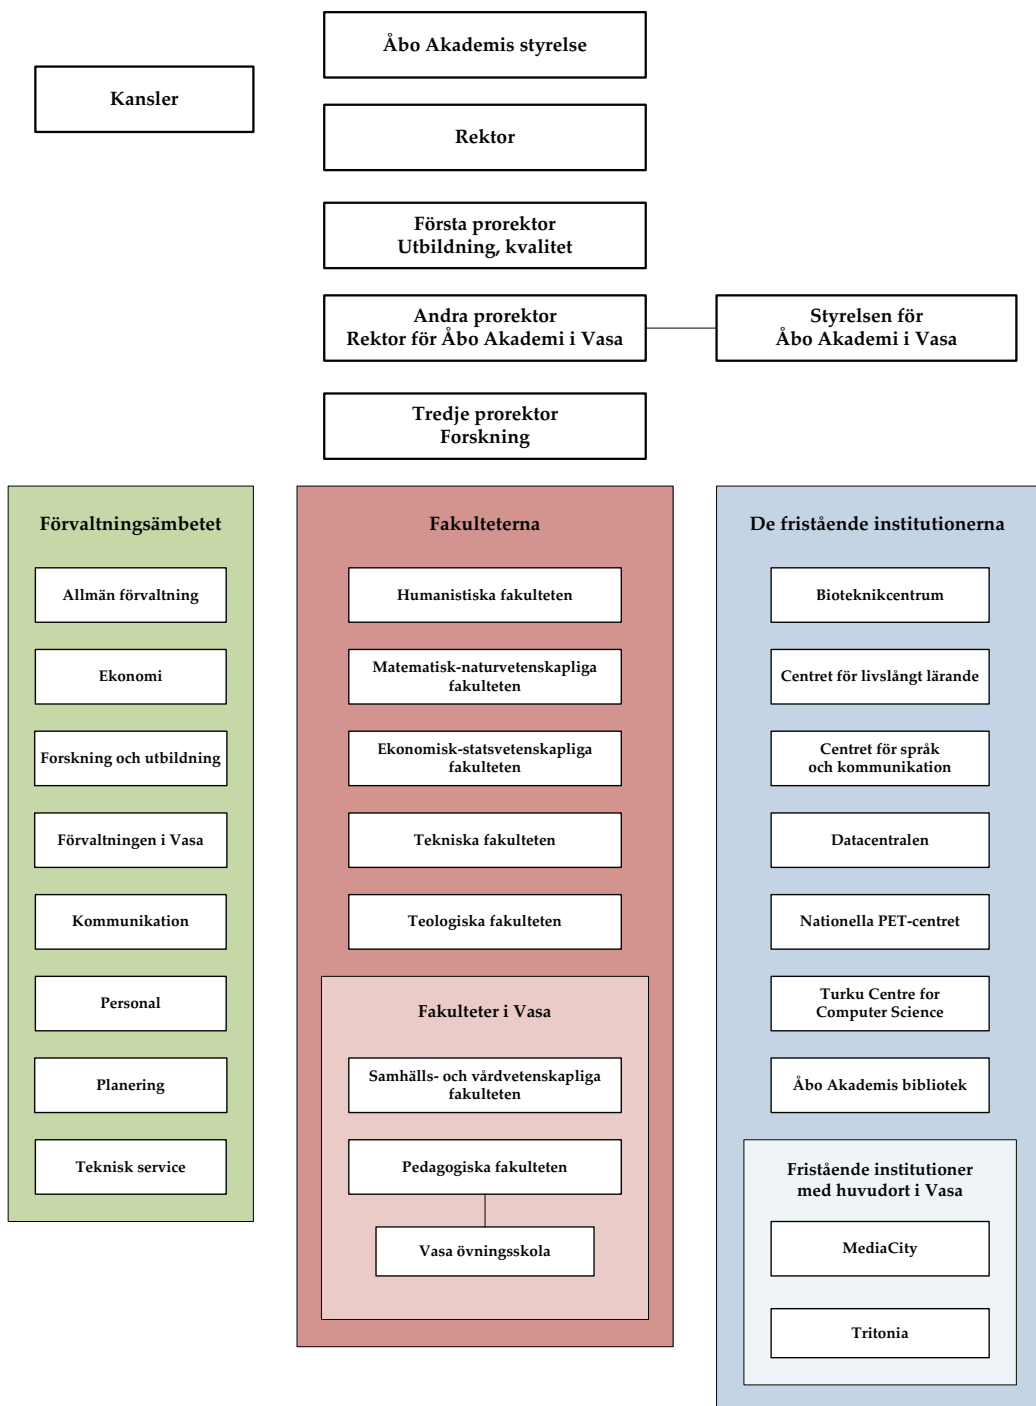 Åbo Akademis styrelse
Kansler
Rektor
Första prorektor
Utbildning, kvalitet
Andra prorektor
Rektor för Åbo Akademi i Vasa
Styrelsen för
Åbo Akademi i Vasa
Tredje prorektor
Forskning
Förvaltningsämbetet
Allmän förvaltning
Ekonomi
Forskning och utbildning
Förvaltningen i Vasa
Kommunikation
Personal
Planering
Teknisk service
Fakulteterna
Humanistiska fakulteten
Matematisk-naturvetenskapliga
fakulteten
Ekonomisk-statsvetenskapliga
fakulteten
Tekniska fakulteten
Teologiska fakulteten
Fakulteter i Vasa
Samhälls- och vårdvetenskapliga
fakulteten
Pedagogiska fakulteten
Vasa övningsskola
De fristående institutionerna
Bioteknikcentrum
Centret för livslångt lärande
Centret för språk
och kommunikation
Datacentralen
Nationella PET-centret
Turku Centre for
Computer Science
Åbo Akademis bibliotek
Fristående institutioner
med huvudort i Vasa
MediaCity
Tritonia